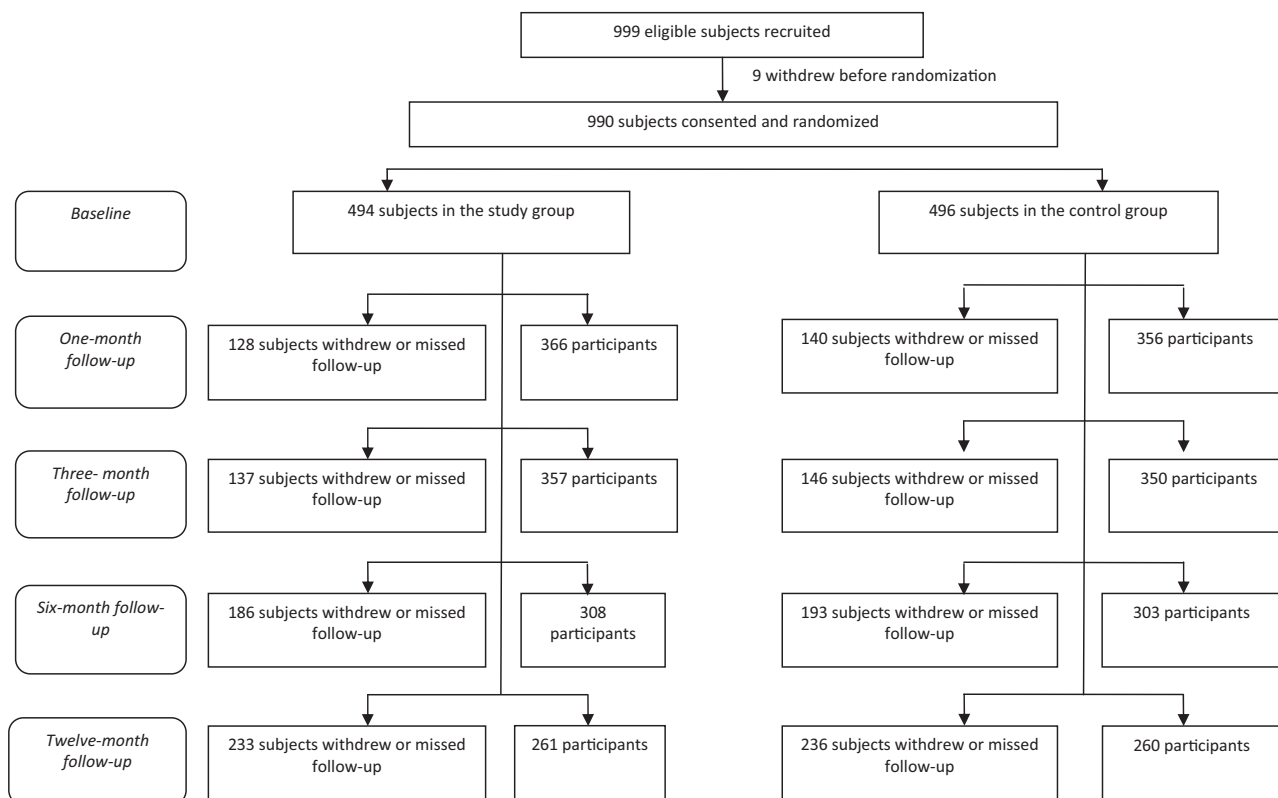 999 eligible subjects recruited
9 withdrew before randomization
990 subjects consented and randomized
Baseline
494 subjects in the study group
496 subjects in the control group
One-month
follow-up
128 subjects withdrew or missed
follow-up
366 participants
140 subjects withdrew or missed
follow-up
356 participants
Three- month
follow-up
137 subjects withdrew or missed
follow-up
357 participants
146 subjects withdrew or missed
follow-up
350 participants
Six-month follow-
up
186 subjects withdrew or missed
follow-up
308
participants
193 subjects withdrew or missed
follow-up
303 participants
Twelve-month
follow-up
233 subjects withdrew or missed
follow-up
261 participants
236 subjects withdrew or missed
follow-up
260 participants